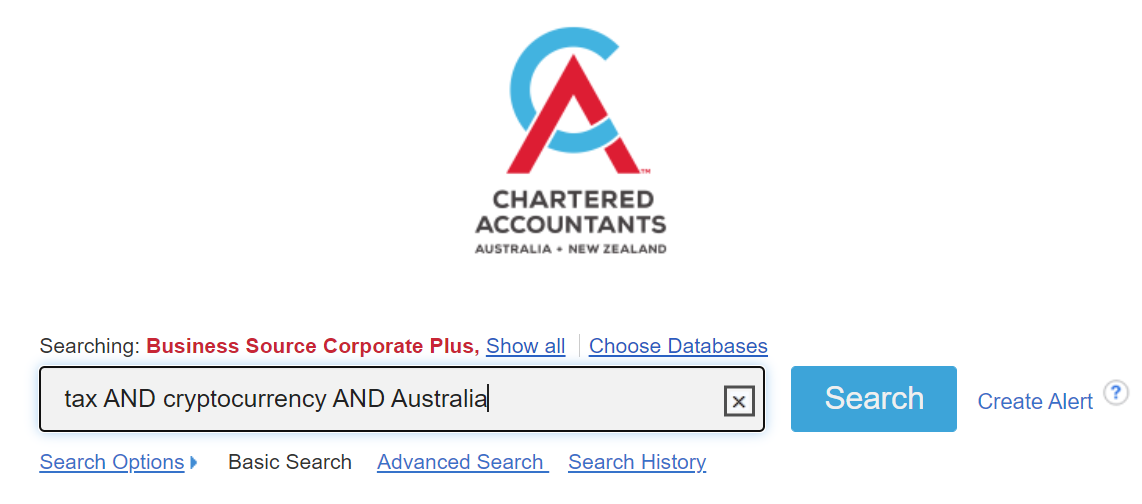 CHARTERED
ACCOUNTANTS
AUSTRALIA + NEW ZEALAND
Searching: Business Source Corporate Plus, Show all | Choose Databases
tax AND cryptocurrency AND Australia
Search
Create Alert ?
Search Options Basic Search Advanced Search Search History